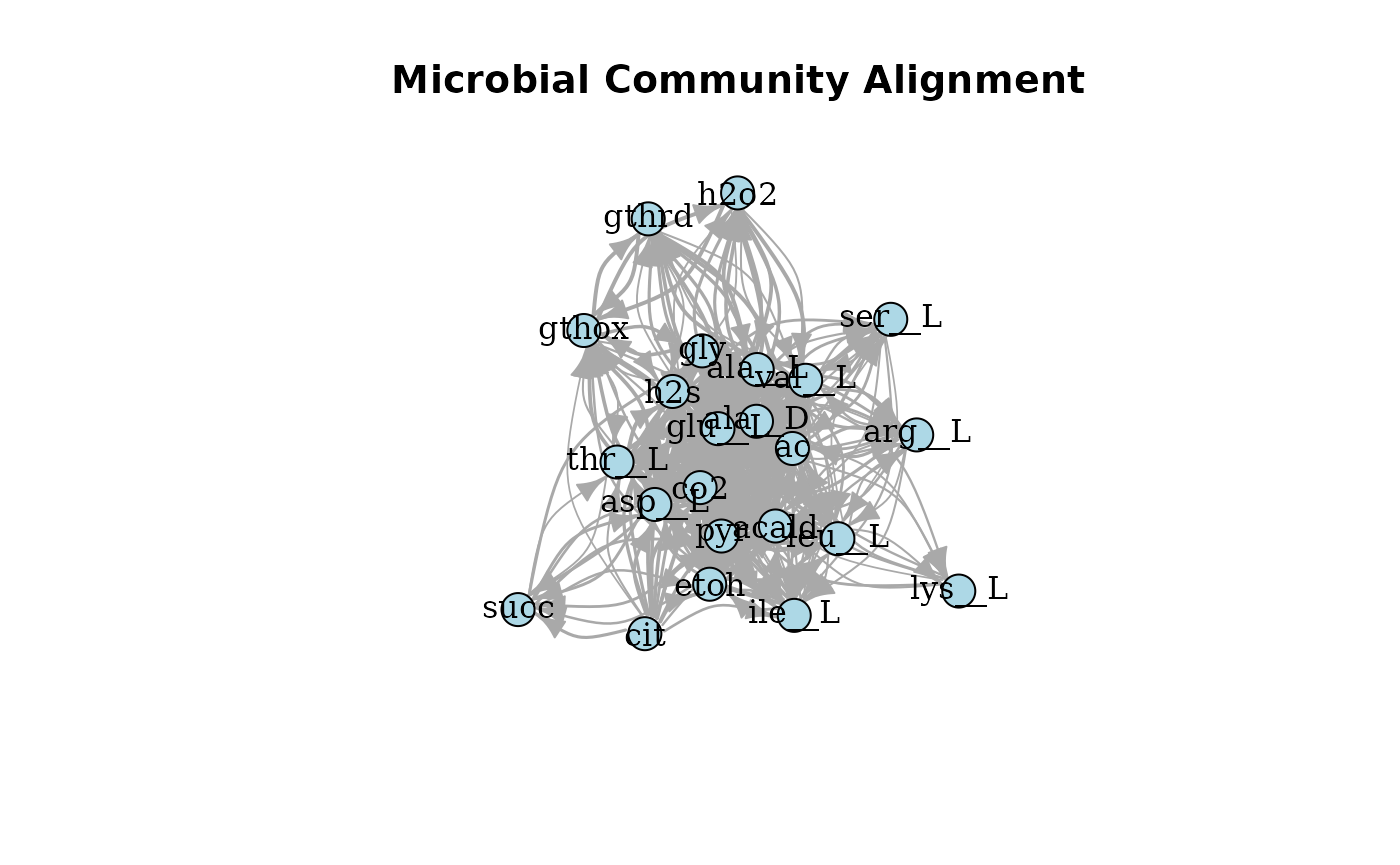 Microbial Community Alignment
h2o2
gthrd
ser__L
gthox
gly
ala__L
val__L
h2s
ala__D
glu__L
arg__L
ac
thr__L
co2
asp__L
acald
pyr
leu__L
etoh
lys__L
succ
ile__L
cit